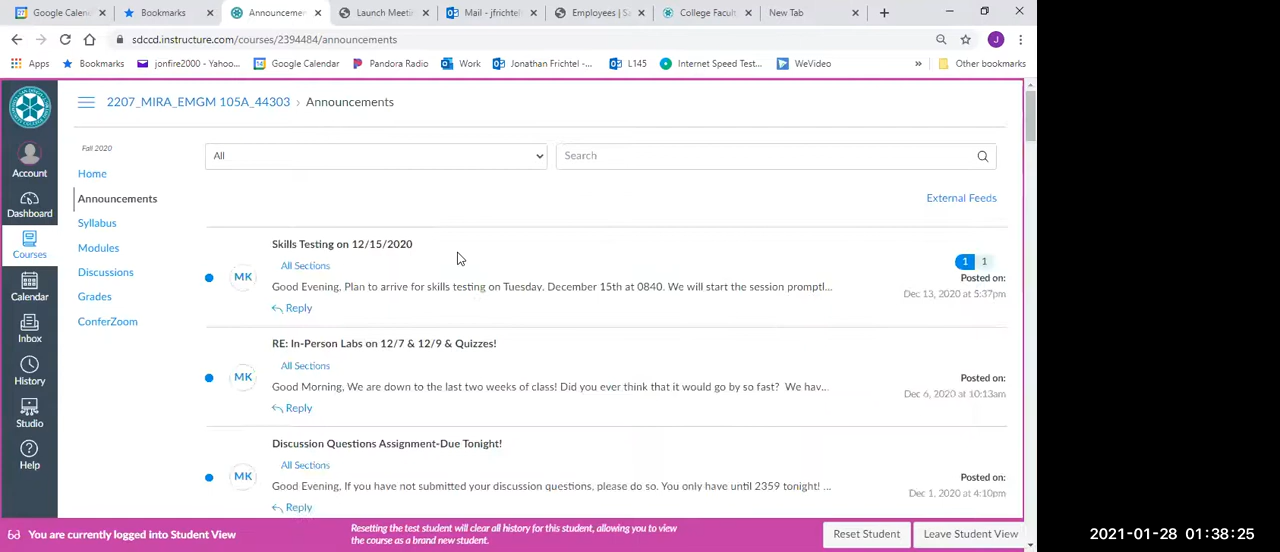 Google Calen
Bookmarks
Announcemen
Launch Meetin
Mail - jfrichtel
Employees | Sa
College Facult
New Tab
sdccd.instructure.com/courses/2394484/announcements
J
Apps
Bookmarks
jonfire2000 - Yahoo...
Google Calendar
Pandora Radio
Work
Jonathan Frichtel -...
L145
Internet Speed Test...
WeVideo
»
Other bookmarks
2207_MIRA_EMGM 105A_44303 › Announcements
Account
Dashboard
Courses
Calendar
Inbox
History
Studio
Help
Fall 2020
Home
Announcements
Syllabus
Modules
Discussions
Grades
ConferZoom
All
Search
External Feeds
Skills Testing on 12/15/2020
All Sections
MK
Good Evening, Plan to arrive for skills testing on Tuesday, December 15th at 0840. We will start the session promptl...
Reply
1 1
Posted on:
Dec 13, 2020 at 5:37pm
RE: In-Person Labs on 12/7 & 12/9 & Quizzes!
All Sections
MK
Good Morning, We are down to the last two weeks of class! Did you ever think that it would go by so fast? We hav...
Reply
Posted on:
Dec 6, 2020 at 10:13am
Discussion Questions Assignment-Due Tonight!
All Sections
MK
Good Evening, If you have not submitted your discussion questions, please do so. You only have until 2359 tonight! ...
Reply
Posted on:
Dec 1, 2020 at 4:10pm
You are currently logged into Student View
Resetting the test student will clear all history for this student, allowing you to view
the course as a brand new student.
Reset Student
Leave Student View
2021-01-28 01:38:25